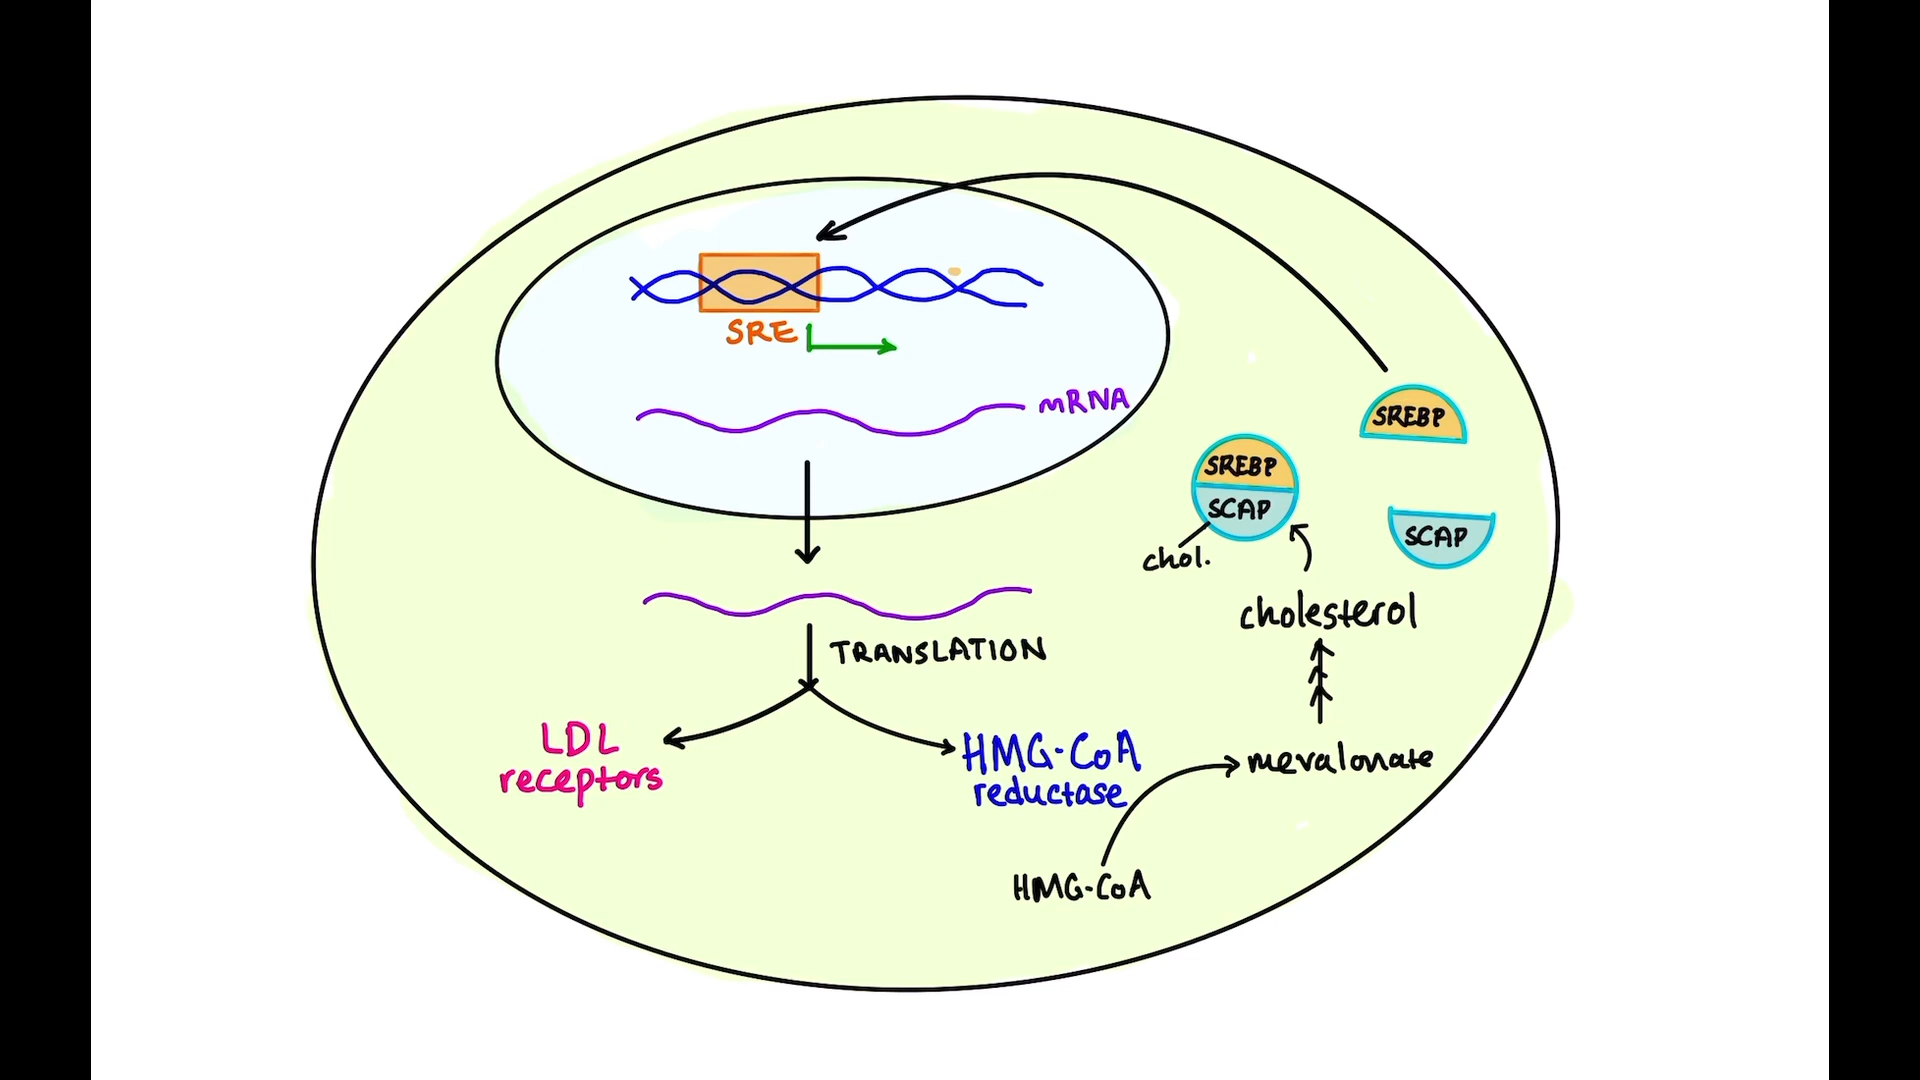 SRE
mRNA
SREBP
SREBP
SCAP
SCAP
chol.
cholesterol
TRANSLATION
LDL
receptors
HMG-CoA
reductase
mevalonate
HMG-CoA